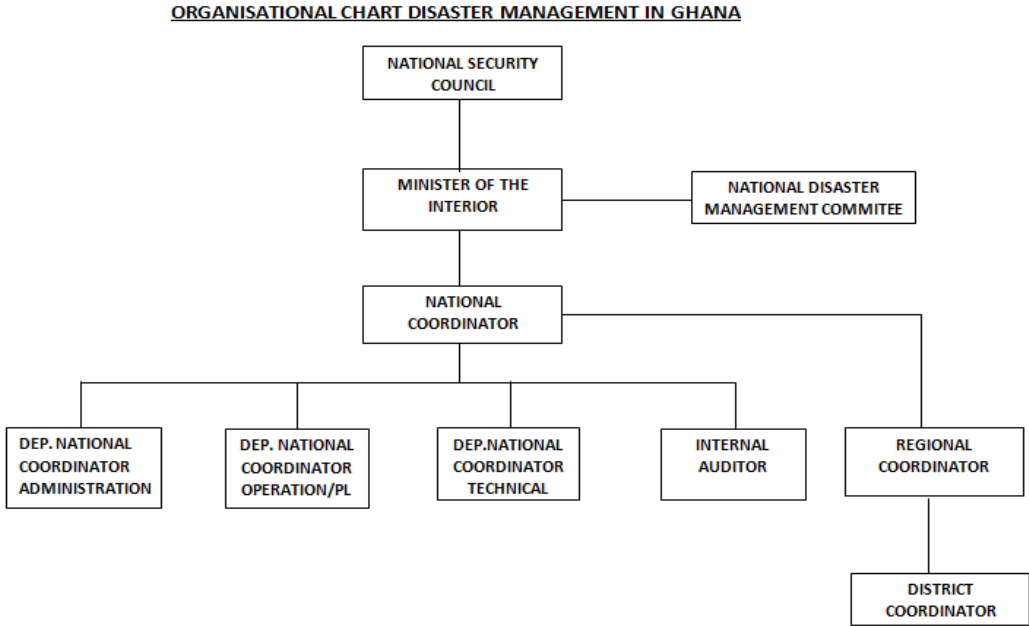 ORGANISATIONAL CHART DISASTER MANAGEMENT IN GHANA
NATIONAL SECURITY
COUNCIL
MINISTER OF THE
INTERIOR
NATIONAL DISASTER
MANAGEMENT COMMITEE
NATIONAL
COORDINATOR
DEP. NATIONAL
COORDINATOR
ADMINISTRATION
DEP. NATIONAL
COORDINATOR
OPERATION/PL
DEP.NATIONAL
COORDINATOR
TECHNICAL
INTERNAL
AUDITOR
REGIONAL
COORDINATOR
DISTRICT
COORDINATOR